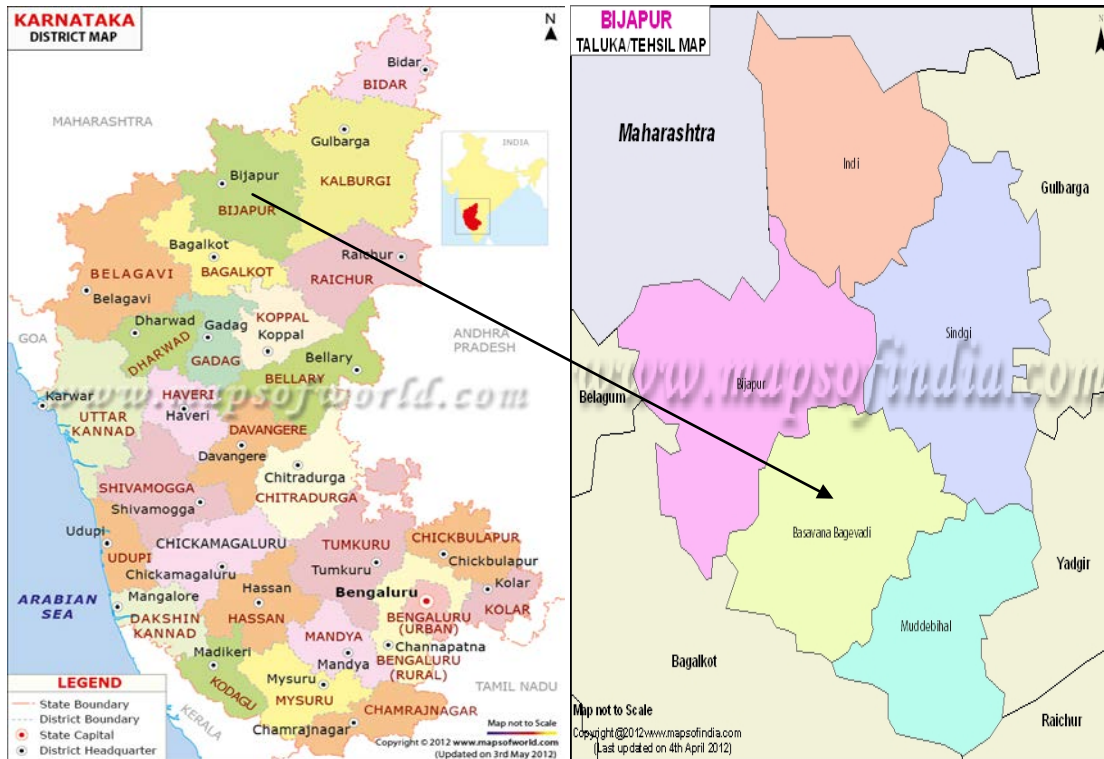 KARNATAKA
DISTRICT MAP
N
Bidar
BIDAR
MAHARASHTRA
Gulbarga
KALBURGI
INDIA
Bijapur
BIJAPUR
Bagalkot
BAGALKOT
Raichur
RAICHUR
BELAGAVI
Belagavi
KOPPAL
Koppal
Dharwad
DHARWAD
Gadag
GADAG
ANDHRA
PRADESH
GOA
Bellary
BELLARY
www.mapsofworld.com
Karwar
UTTAR
KANNAD
HAVERI
Haveri
DAVANGERE
Davangere
Chitradurga
CHITRADURGA
SHIVAMOGGA
Shivamogga
Udupi
UDUPI
CHICKAMAGALURU
Chickamagaluru
TUMKURU
Tumkuru
CHICKBULAPUR
Chickbulapur
Kolar
KOLAR
Hassan
HASSAN
Bengaluru
BENGALURU
(URBAN)
ARABIAN
SEA
Mangalore
DAKSHIN
KANNAD
MANDYA
Mandya
Channapatna
BENGALURU
(RURAL)
Madikeri
KODAGU
Mysuru
MYSURU
TAMIL NADU
CHAMRAJNAGAR
Chamrajnagar
KERALA
LEGEND
State Boundary
District Boundary
State Capital
District Headquarter
Map not to Scale
Copyright © 2012 www.mapsofworld.com
(Updated on 3rd May 2012)
BIJAPUR
TALUKA/TEHSIL MAP
N
Maharashtra
Indi
Gulbarga
Sindgi
www.mapsofindia.com
Bijapur
Belagum
Basavana Bagevadi
Yadgir
Muddebihal
Bagalkot
Raichur
Map not to Scale
Copyright@2012www.mapsofindia.com
(Last updated on 4th April 2012)